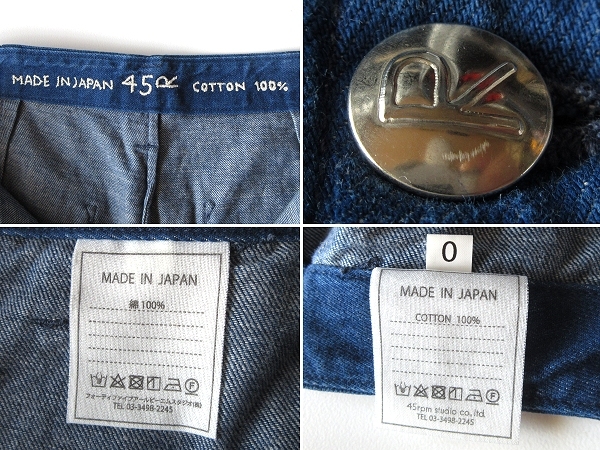 MADE IN JAPAN 45R COTTON 100%
R
MADE IN JAPAN
綿100%
フォーティファイブアールピーエムスタジオ(株)
TEL 03-3498-2245
0
MADE IN JAPAN
COTTON 100%
45rpm studio co.,ltd.
TEL 03-3498-2245